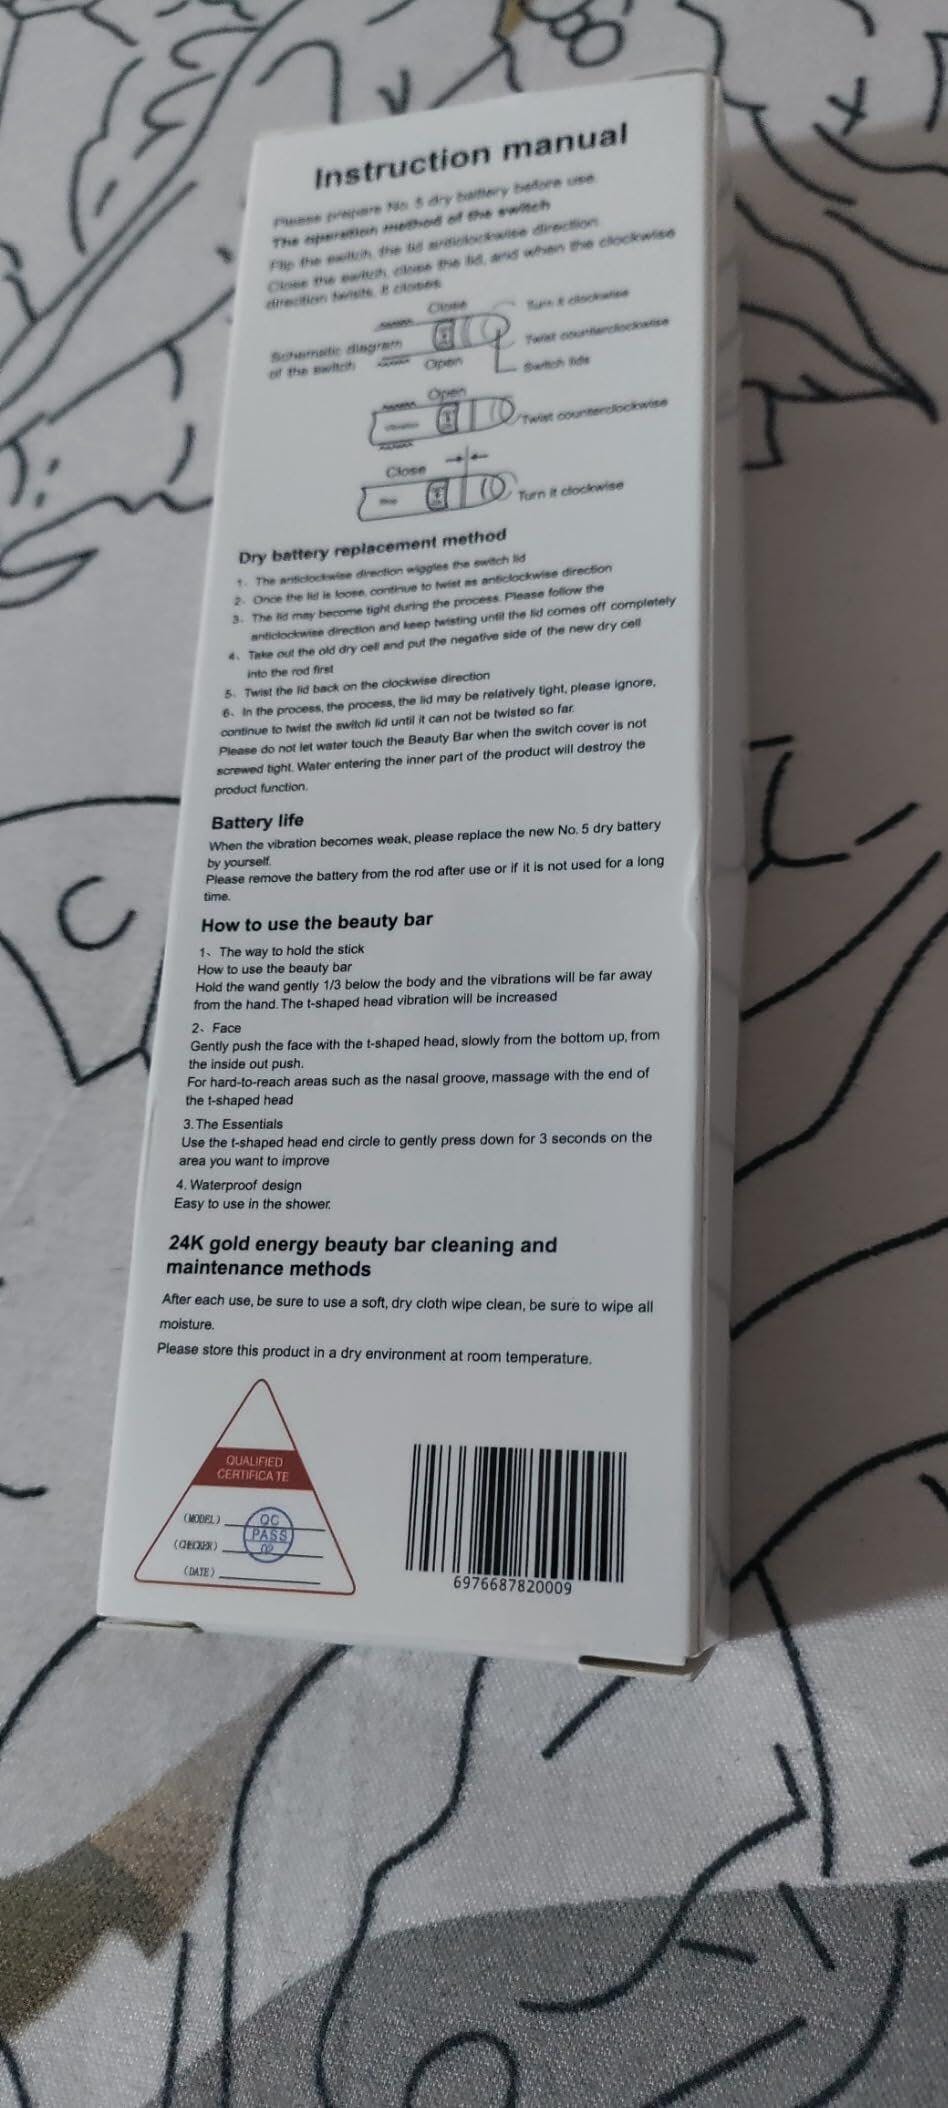 Instruction manual
Please prepare No. 5 dry battery before use.
The operation method of the switch
Flip the switch, the lid anticlockwise direction
Close the switch, close the lid, and when the clockwise
direction twists, it closes
Close
Turn it clockwise
Schematic diagram
of the switch
Twist counterclockwise
Open
Switch lids
Open
Twist counterclockwise
Close
Turn it clockwise
Dry battery replacement method
1、The anticlockwise direction wiggles the switch lid
2、Once the lid is loose, continue to twist as anticlockwise direction
3、The lid may become tight during the process. Please follow the
anticlockwise direction and keep twisting until the lid comes off completely
4、Take out the old dry cell and put the negative side of the new dry cell
into the rod first
5、Twist the lid back on the clockwise direction
6、In the process, the process, the lid may be relatively tight, please ignore,
continue to twist the switch lid until it can not be twisted so far.
Please do not let water touch the Beauty Bar when the switch cover is not
screwed tight. Water entering the inner part of the product will destroy the
product function.
Battery life
When the vibration becomes weak, please replace the new No. 5 dry battery
by yourself.
Please remove the battery from the rod after use or if it is not used for a long
time.
How to use the beauty bar
1、The way to hold the stick
How to use the beauty bar
Hold the wand gently 1/3 below the body and the vibrations will be far away
from the hand. The t-shaped head vibration will be increased
2、Face
Gently push the face with the t-shaped head, slowly from the bottom up, from
the inside out push.
For hard-to-reach areas such as the nasal groove, massage with the end of
the t-shaped head
3. The Essentials
Use the t-shaped head end circle to gently press down for 3 seconds on the
area you want to improve
4. Waterproof design
Easy to use in the shower.
24K gold energy beauty bar cleaning and
maintenance methods
After each use, be sure to use a soft, dry cloth wipe clean, be sure to wipe all
moisture.
Please store this product in a dry environment at room temperature.
QUALIFIED
CERTIFICA TE
(MODEL)
QC
PASS
02
(CHECKER)
(DATE)
6976687820009